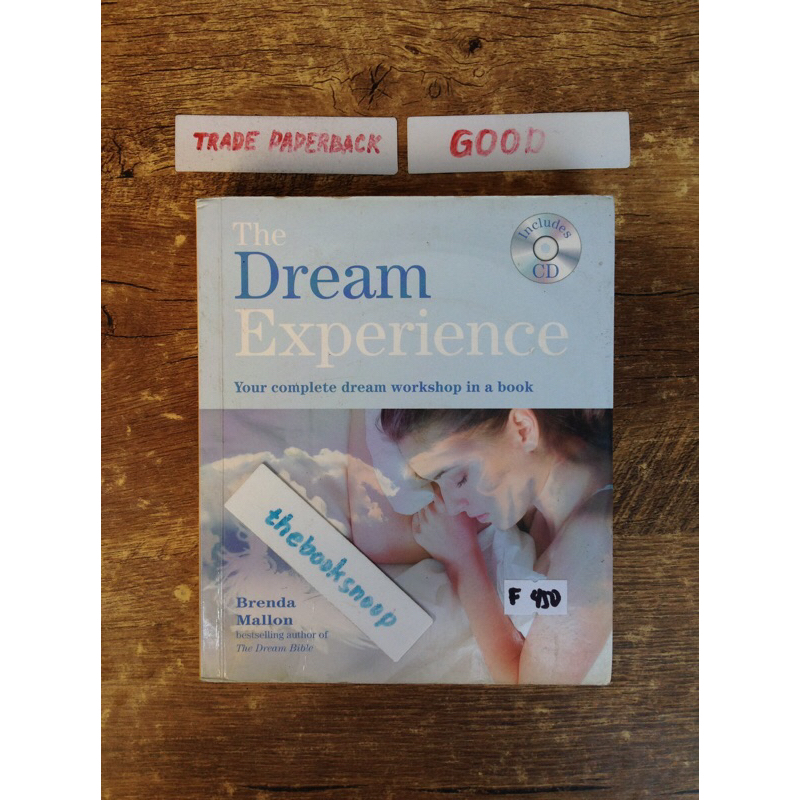 TRADE PAPERBACK
GOOD
The
Dream
Experience
Includes
CD
Your complete dream workshop in a book
thebooksnoop
Brenda
Mallon
bestselling author of
The Dream Bible
F 450